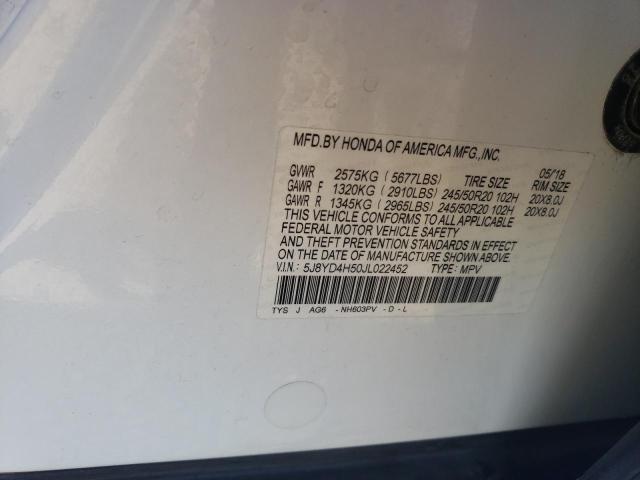 MFD.BY HONDA OF AMERICA MFG.,INC.
05/18
GVWR 2575KG (5677LBS) TIRE SIZE RIM SIZE
GAWR F 1320KG (2910LBS) 245/50R20 102H 20X8.0J
GAWR R 1345KG (2965LBS) 245/50R20 102H 20X8.0J
THIS VEHICLE CONFORMS TO ALL APPLICABLE
FEDERAL MOTOR VEHICLE SAFETY
AND THEFT PREVENTION STANDARDS IN EFFECT
ON THE DATE OF MANUFACTURE SHOWN ABOVE.
V.I.N.: 5J8YD4H50JL022452 TYPE: MPV
TYS J AG6 -NH603PV -D-L